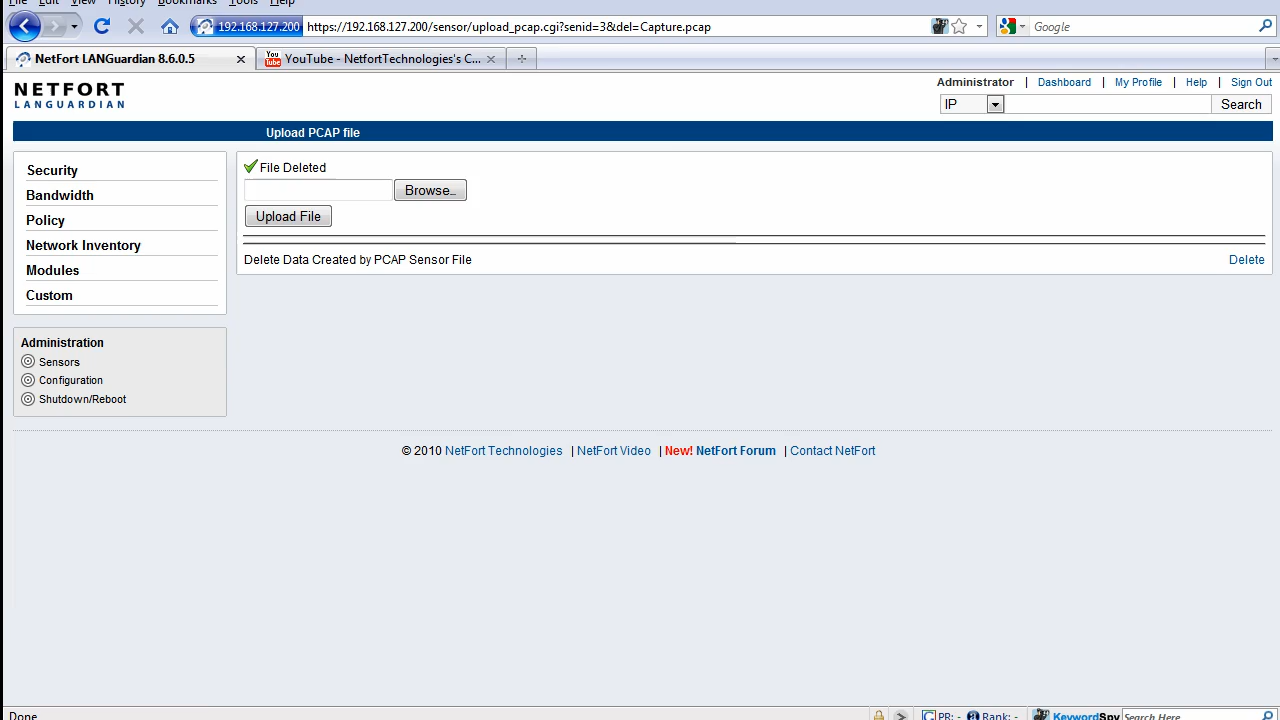 File Edit View History Bookmarks Tools Help
192.168.127.200 https://192.168.127.200/sensor/upload_pcap.cgi?senid=3&del=Capture.pcap Google
NetFort LANGuardian 8.6.0.5 YouTube - NetfortTechnologies's C...
NETFORT
LANGUARDIAN
Administrator | Dashboard | My Profile | Help | Sign Out
IP Search
Upload PCAP file
Security
Bandwidth
Policy
Network Inventory
Modules
Custom
Administration
Sensors
Configuration
Shutdown/Reboot
File Deleted
Browse...
Upload File
Delete Data Created by PCAP Sensor File Delete
© 2010 NetFort Technologies | NetFort Video | New! NetFort Forum | Contact NetFort
Done PR: - Rank: - KeywordSpy Search Here